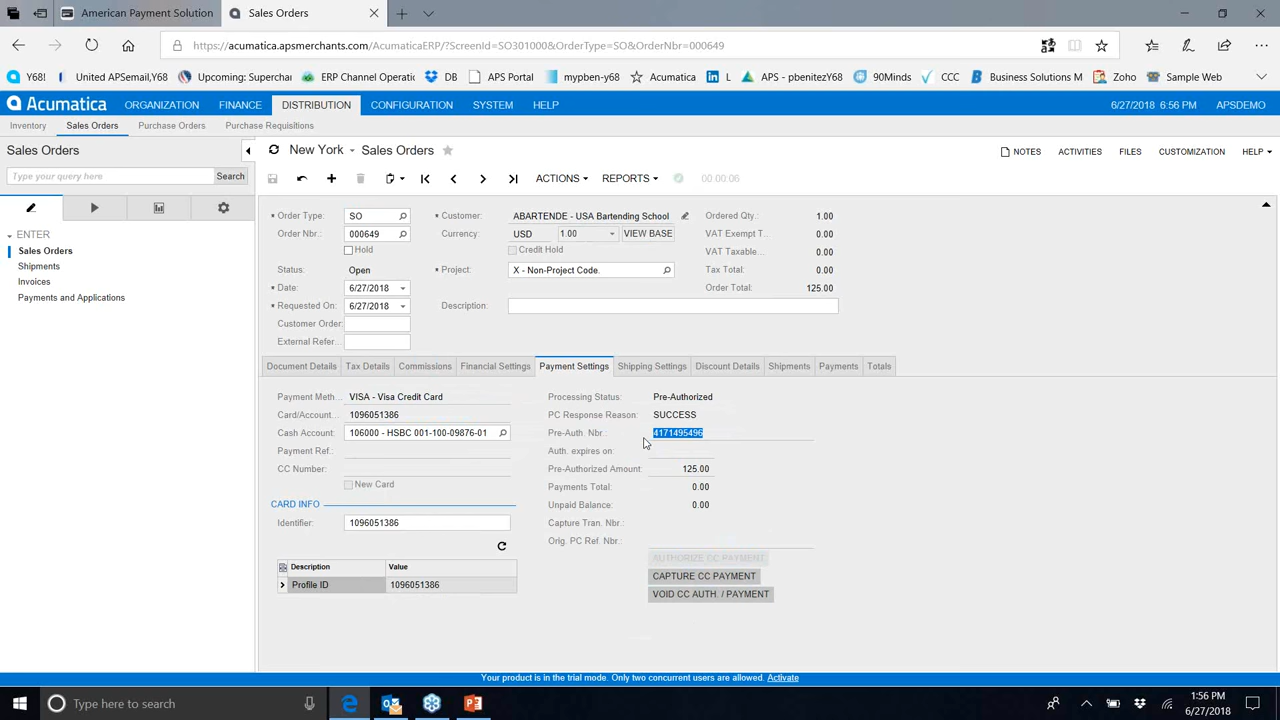 American Payment Solution
Sales Orders
https://acumatica.apsmerchants.com/AcumaticaERP/?ScreenId=SO301000&OrderType=SO&OrderNbr=000649
Y68! United APSemail,Y68 Upcoming: Superchar ERP Channel Operatic DB APS Portal mypben-y68 Acumatica L APS - pbenitezY68 90Minds CCC Business Solutions M Zoho Sample Web
Acumatica ORGANIZATION FINANCE DISTRIBUTION CONFIGURATION SYSTEM HELP 6/27/2018 6:56 PM APSDEMO
Inventory Sales Orders Purchase Orders Purchase Requisitions
Sales Orders
New York Sales Orders
NOTES ACTIVITIES FILES CUSTOMIZATION HELP
Type your query here Search
ACTIONS REPORTS 00:00:06
ENTER
Sales Orders
Shipments
Invoices
Payments and Applications
* Order Type: SO * Customer: ABARTENDE - USA Bartending School Ordered Qty.: 1.00
Order Nbr.: 000649 Currency: USD 1.00 VIEW BASE VAT Exempt T... 0.00
Hold Credit Hold VAT Taxable... 0.00
Status: Open * Project: X - Non-Project Code. Tax Total: 0.00
* Date: 6/27/2018 Order Total: 125.00
* Requested On: 6/27/2018 Description:
Customer Order:
External Refer...
Document Details Tax Details Commissions Financial Settings Payment Settings Shipping Settings Discount Details Shipments Payments Totals
Payment Meth... VISA - Visa Credit Card Processing Status: Pre-Authorized
Card/Account... 1096051386 PC Response Reason: SUCCESS
Cash Account: 106000 - HSBC 001-100-09876-01 Pre-Auth. Nbr.: 4171495496
Payment Ref.: Auth. expires on
CC Number: Pre-Authorized Amount 125.00
New Card Payments Total: 0.00
CARD INFO Unpaid Balance: 0.00
Identifier: 1096051386 Capture Tran. Nbr.:
Orig. PC Ref. Nbr.:
AUTHORIZE CC PAYMENT
Description Value
CAPTURE CC PAYMENT
Profile ID 1096051386
VOID CC AUTH. / PAYMENT
Your product is in the trial mode. Only two concurrent users are allowed. Activate
Type here to search
1:56 PM
6/27/2018